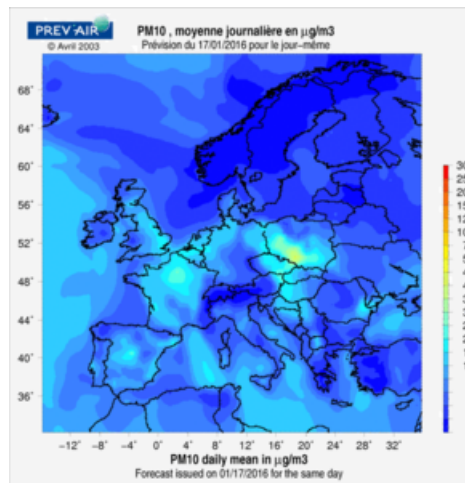 PREV'AIR
© Avril 2003
PM10 , moyenne journalière en µg/m3
Prévision du 17/01/2016 pour le jour-même
68°
64°
60°
56°
52°
48°
44°
40°
36°
-12° -8° -4° 0° 4° 8° 12° 16° 20° 24° 28° 32°
PM10 daily mean in µg/m3
Forecast issued on 01/17/2016 for the same day